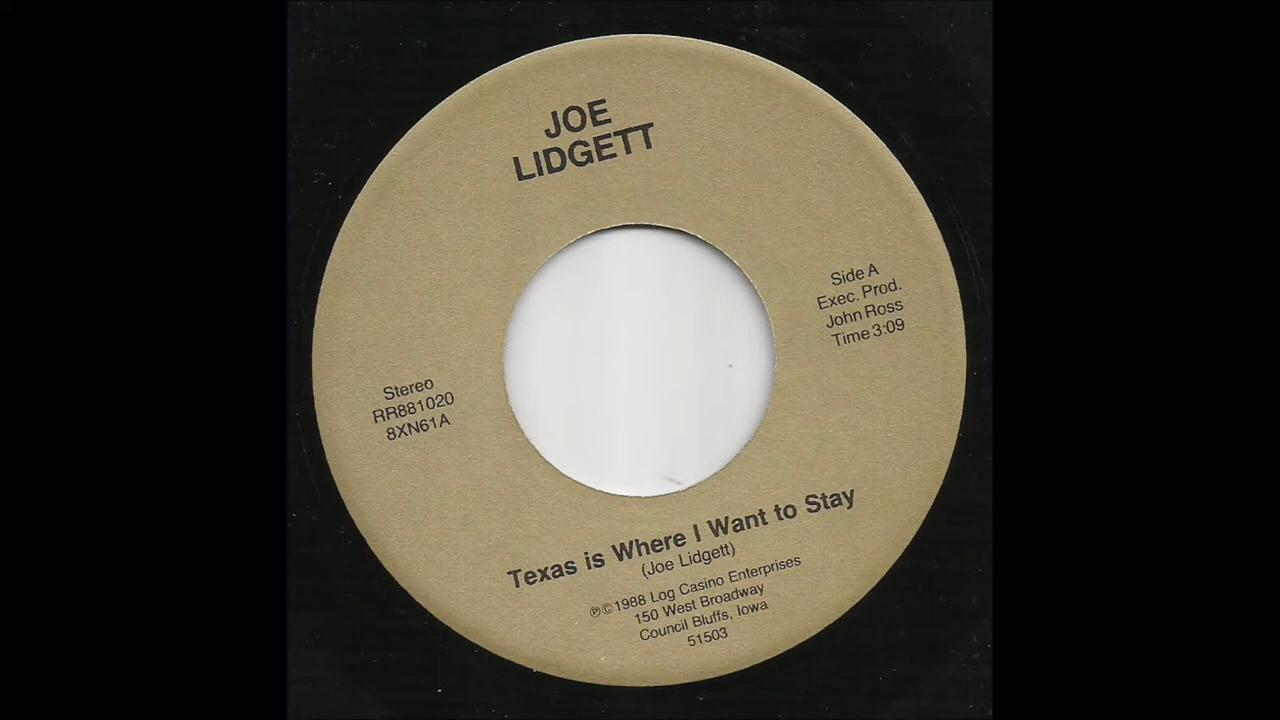 JOE
LIDGETT
Side A
Exec. Prod.
John Ross
Time 3:09
Stereo
RR881020
8XN61A
Texas is Where I Want to Stay
(Joe Lidgett)
℗©1988 Log Casino Enterprises
150 West Broadway
Council Bluffs, Iowa
51503